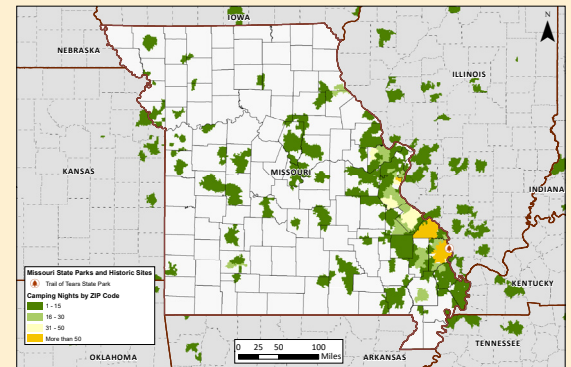 IOWA
N
NEBRASKA
ILLINOIS
KANSAS
MISSOURI
INDIANA
Missouri State Parks and Historic Sites
Trail of Tears State Park
Camping Nights by ZIP Code
1 - 15
16 - 30
31 - 50
More than 50
KENTUCKY
0 25 50 100
Miles
TENNESSEE
OKLAHOMA
ARKANSAS